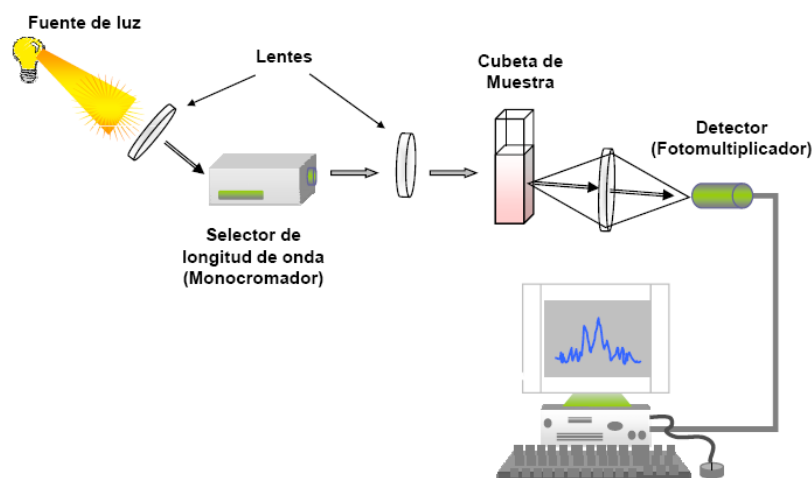 Fuente de luz
Lentes
Cubeta de
Muestra
Detector
(Fotomultiplicador)
Selector de
longitud de onda
(Monocromador)